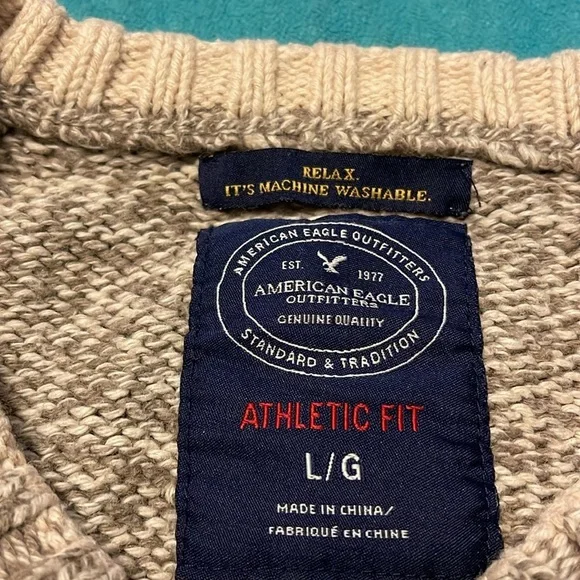 RELAX.
IT'S MACHINE WASHABLE.
AMERICAN EAGLE OUTFITTERS
EST. 1977
AMERICAN EAGLE
OUTFITTERS
GENUINE QUALITY
STANDARD & TRADITION
ATHLETIC FIT
L/G
MADE IN CHINA/
FABRIQUÉ EN CHINE